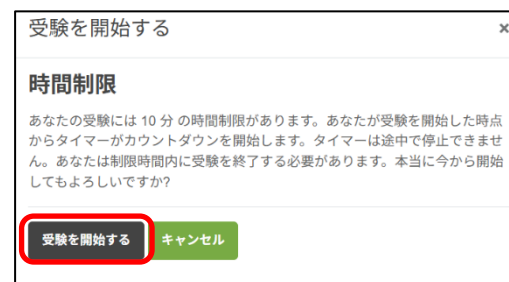 受験を開始する ×
時間制限
あなたの受験には 10 分 の時間制限があります。あなたが受験を開始した時点
からタイマーがカウントダウンを開始します。タイマーは途中で停止できませ
ん。あなたは制限時間内に受験を終了する必要があります。本当に今から開始
してもよろしいですか?
受験を開始する キャンセル